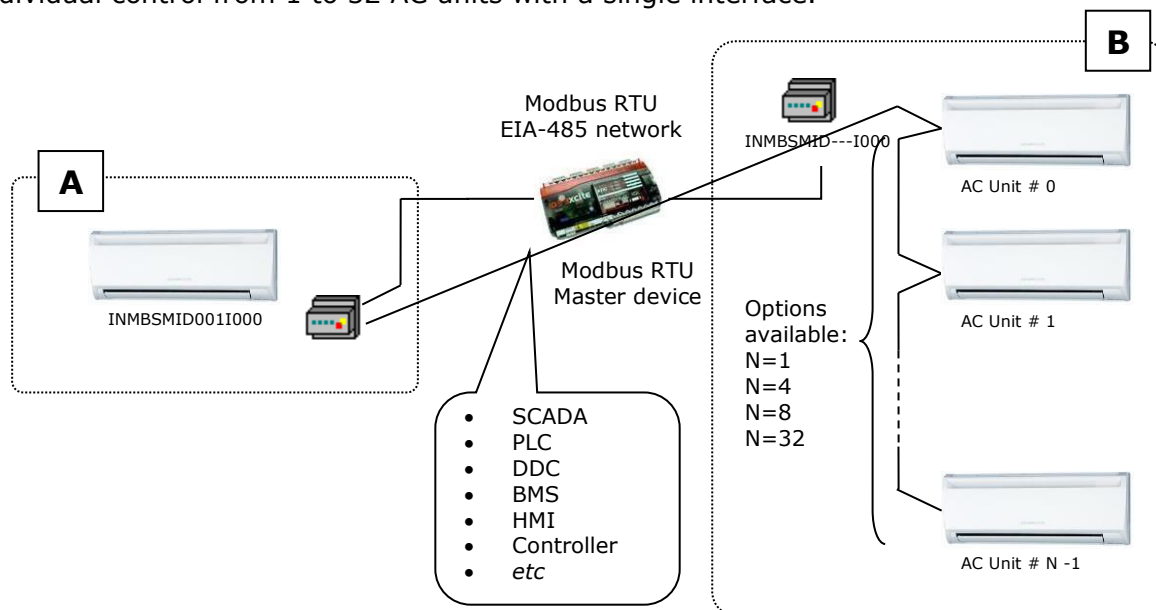 individual control from 1 to 32 AC units with a single interface.
B
Modbus RTU
EIA-485 network
INMBSMID---I000
A
AC Unit # 0
INMBSMID001I000
Modbus RTU
Master device
Options
available:
N=1
N=4
N=8
N=32
AC Unit # 1
• SCADA
• PLC
• DDC
• BMS
• HMI
• Controller
• etc
AC Unit # N -1